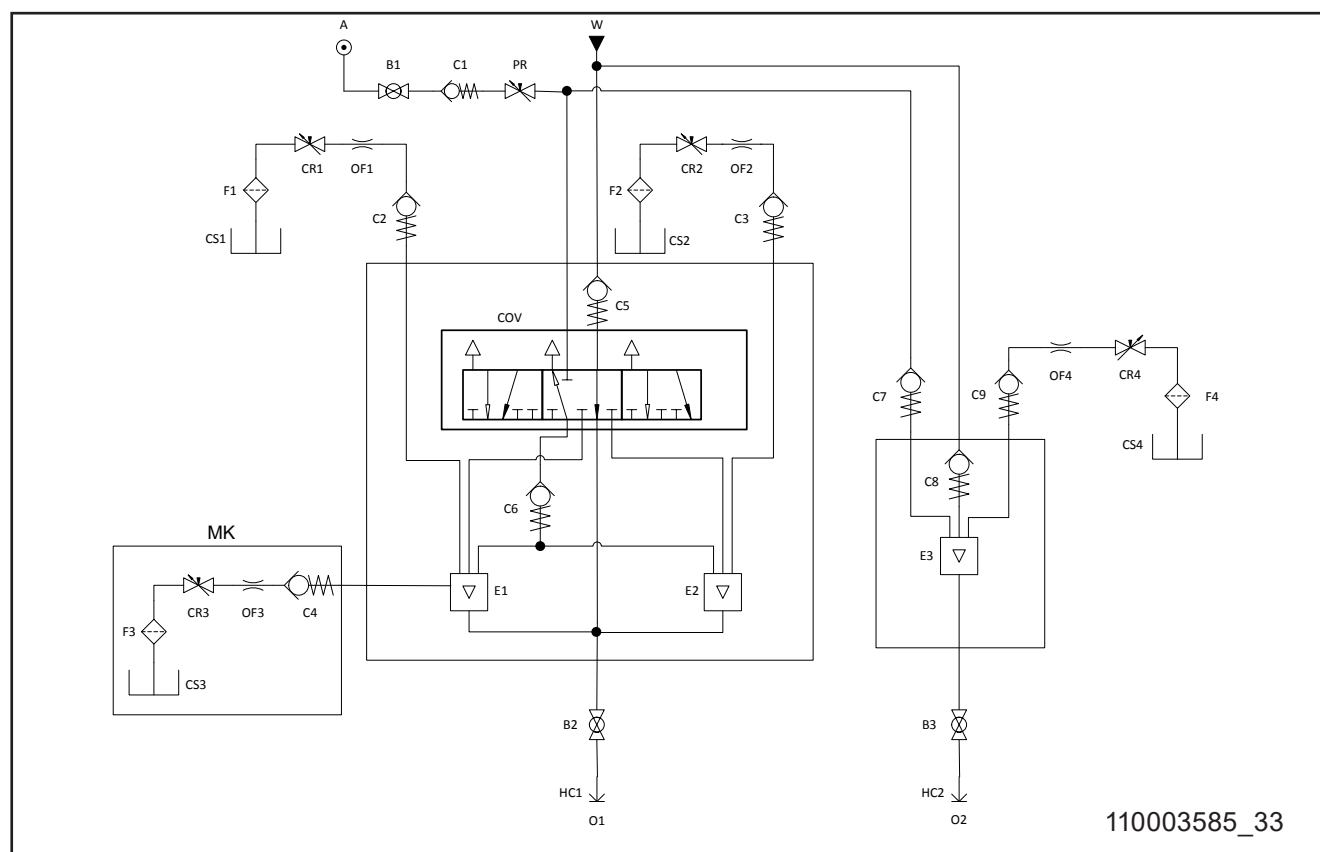 A
W
B1
C1
PR
CR1
OF1
CR2
OF2
F1
C2
F2
C3
CS1
CS2
C5
COV
OF4
CR4
C7
C9
F4
CS4
C8
C6
MK
E3
E1
E2
CR3
OF3
C4
F3
CS3
B2
B3
HC1
HC2
O1
O2
110003585_33